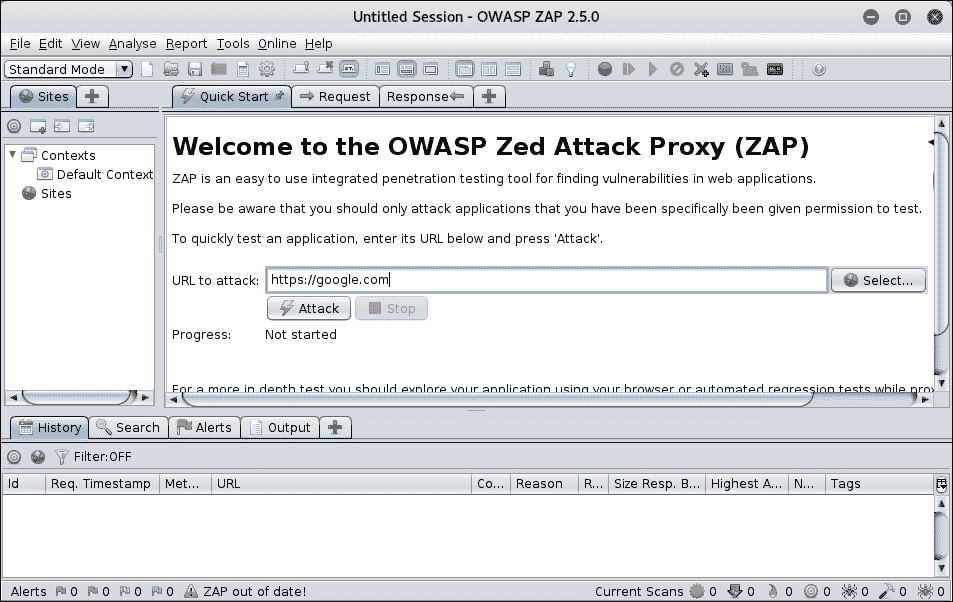 Untitled Session - OWASP ZAP 2.5.0
File Edit View Analyse Report Tools Online Help
Standard Mode
Sites
Quick Start Request Response
Contexts
Default Context
Sites
Welcome to the OWASP Zed Attack Proxy (ZAP)
ZAP is an easy to use integrated penetration testing tool for finding vulnerabilities in web applications.
Please be aware that you should only attack applications that you have been specifically been given permission to test.
To quickly test an application, enter its URL below and press 'Attack'.
URL to attack: https://google.com Select...
Attack Stop
Progress: Not started
For a more in depth test you should explore your application using your browser or automated regression tests while pro
History Search Alerts Output
Filter:OFF
Id Req. Timestamp Met... URL Co... Reason R... Size Resp. B... Highest A... N... Tags
Alerts 0 0 0 0 ZAP out of date! Current Scans 0 0 0 0 0 0 0